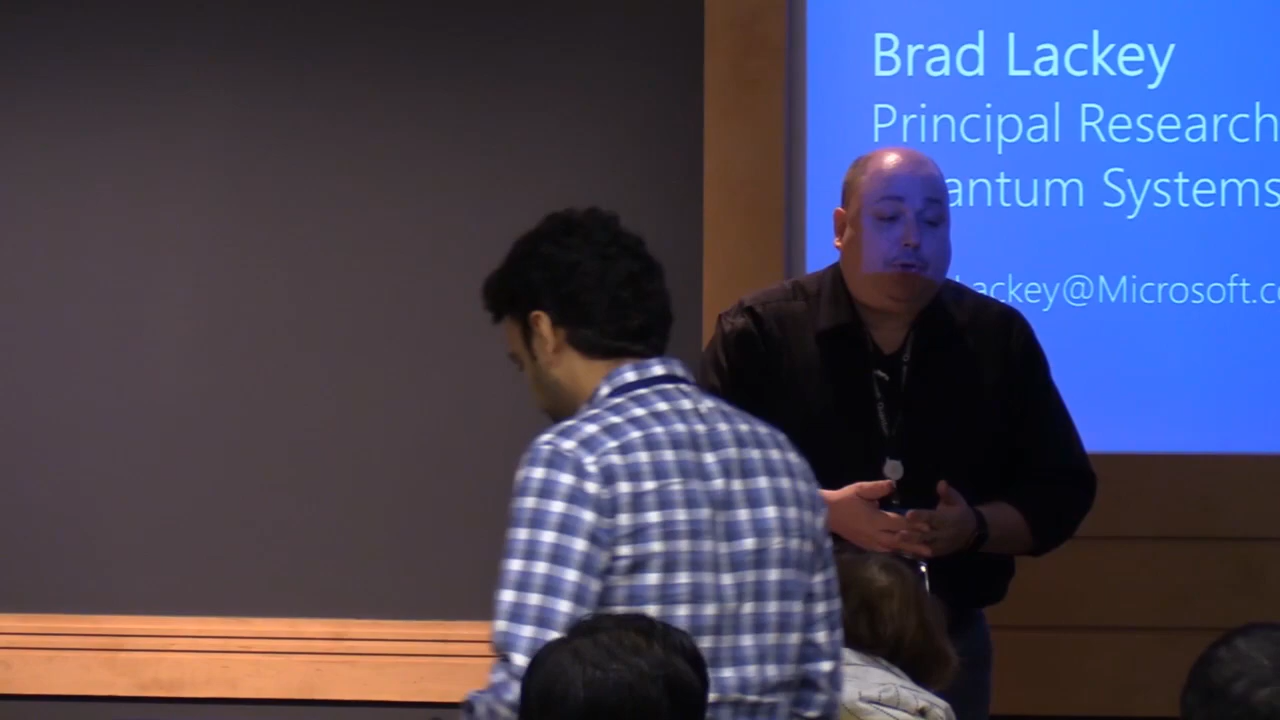 Brad Lackey
Principal Research
antum Systems
Lackey@Microsoft.c